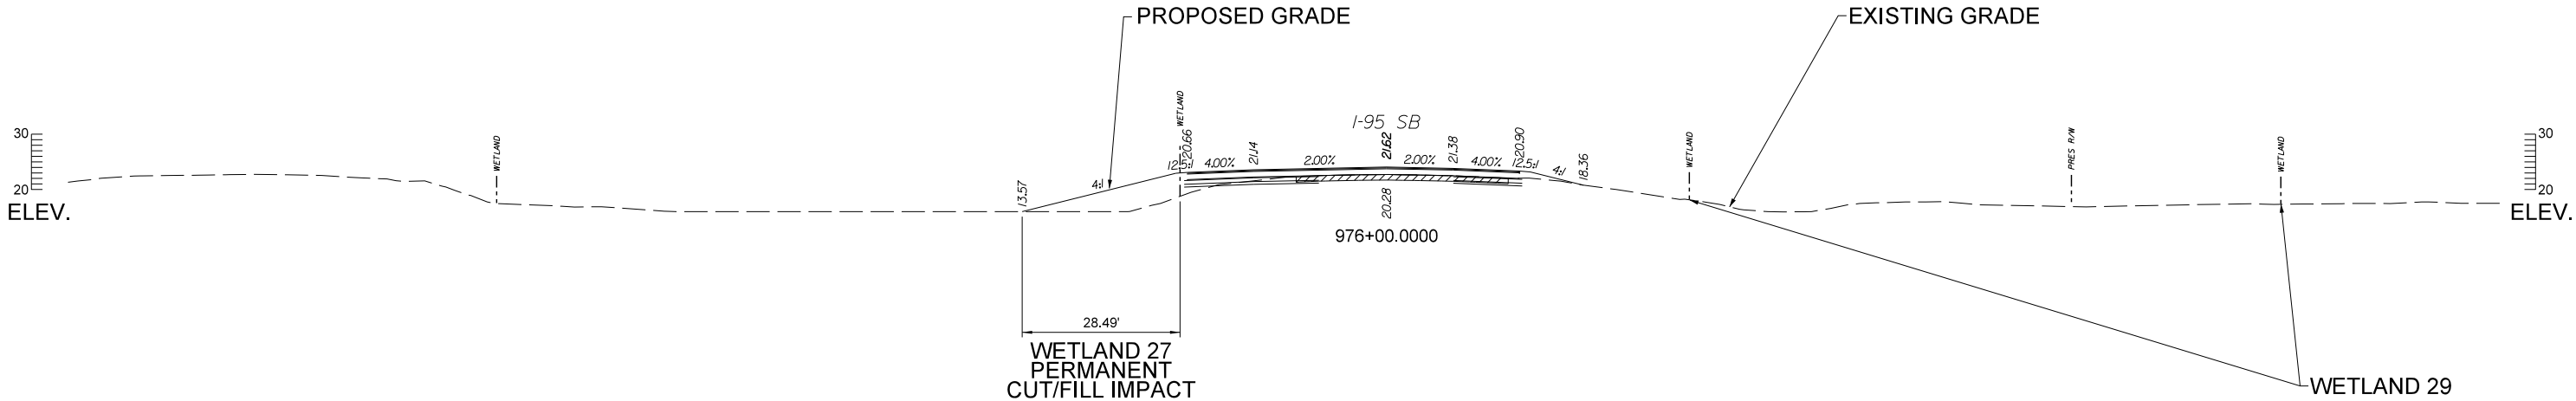 PROPOSED GRADE
EXISTING GRADE
30
20
ELEV.
WETLAND
13.57
4:1
WETLAND
20.66
12.5:1
4.00%
21.14
2.00%
I-95 SB
21.62
2.00%
21.38
4.00%
20.90
12.5:1
4:1
18.36
WETLAND
PRES R/W
WETLAND
30
20
ELEV.
20.28
976+00.0000
28.49'
WETLAND 27
PERMANENT
CUT/FILL IMPACT
WETLAND 29